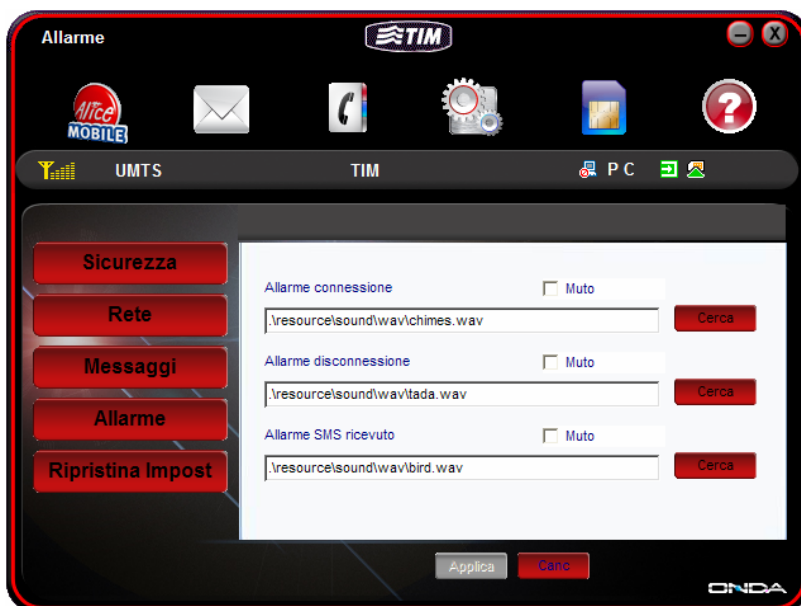 Allarme
TIM
Alice
MOBILE
?
UMTS
TIM
PC
Sicurezza
Rete
Messaggi
Allarme
Ripristina Impost
Allarme connessione
Muto
.\resource\sound\wav\chimes.wav
Cerca
Allarme disconnessione
Muto
.\resource\sound\wav\tada.wav
Cerca
Allarme SMS ricevuto
Muto
.\resource\sound\wav\bird.wav
Cerca
Applica
Canc
ONDA